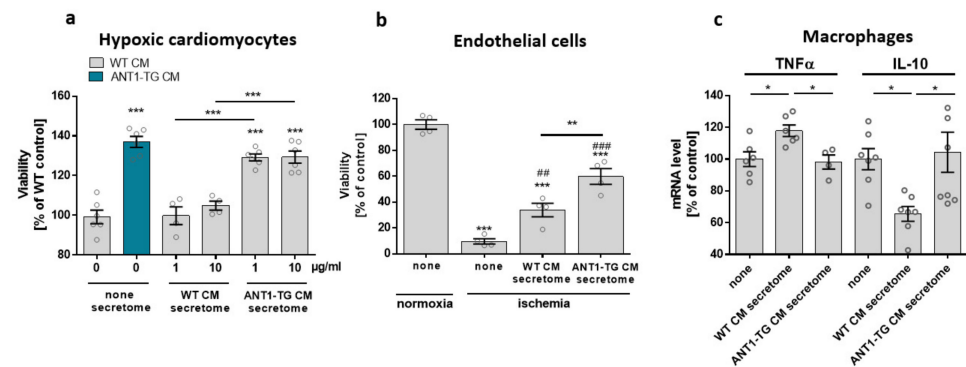 a
Hypoxic cardiomyocytes
WT CM
ANT1-TG CM
Viability
[% of WT control]
160
140
120
100
80
***
***
***
***
***
0
0
1
10
1
10
µg/ml
none
secretome
WT CM
secretome
ANT1-TG CM
secretome
b
Endothelial cells
Viability
[% of control]
120
100
80
60
40
20
0
**
***
##
***
###
***
none
none
WT CM
secretome
ANT1-TG CM
secretome
normoxia
ischemia
c
Macrophages
TNFα
IL-10
mRNA level
[% of control]
140
120
100
80
60
40
*
*
*
*
none
WT CM secretome
ANT1-TG CM secretome
none
WT CM secretome
ANT1-TG CM secretome